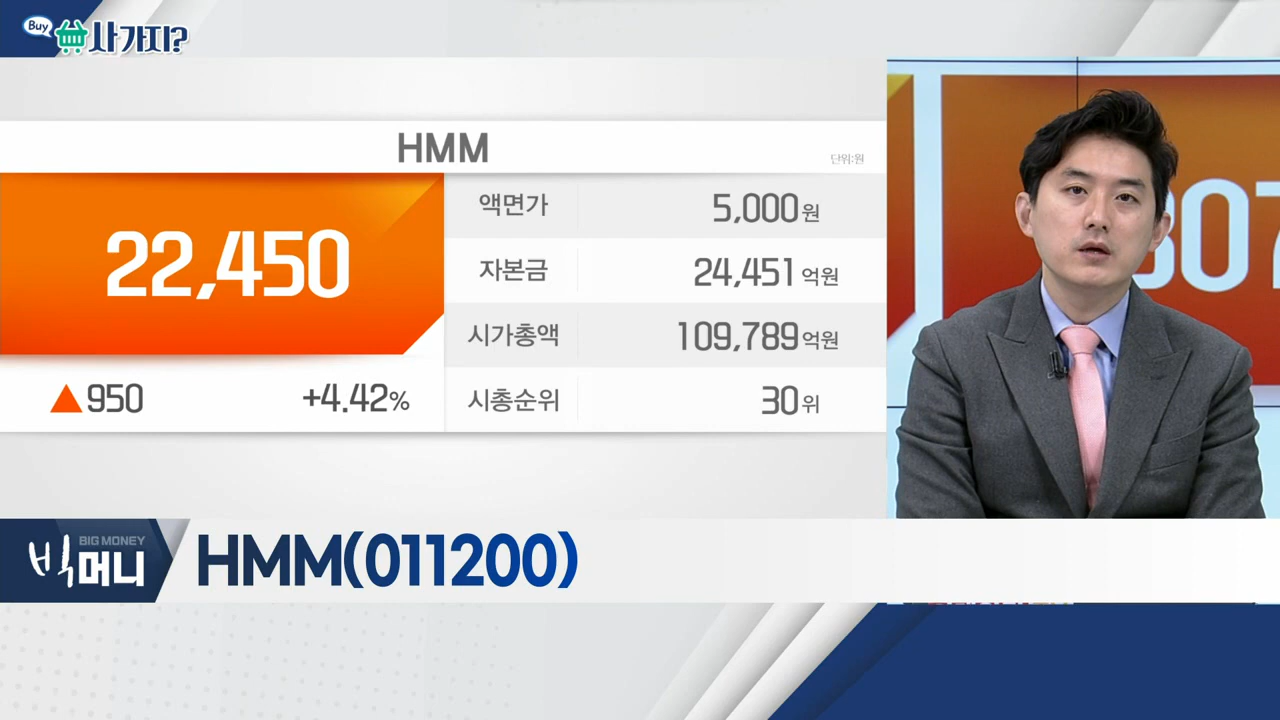 Buy
사가지?
HMM
단위:원
22,450
▲950 +4.42%
액면가 5,000원
자본금 24,451억원
시가총액 109,789억원
시총순위 30위
307
BIG MONEY
빅머니
HMM(011200)